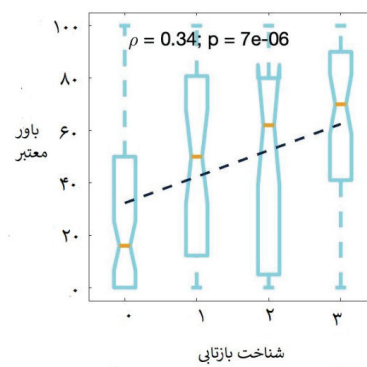 ۱۰۰
ρ = 0.34; p = 7e-06
۸۰
باور
معتبر
۶۰
۴۰
۲۰
۰
۰ ۱ ۲ ۳
شناخت بازتابی